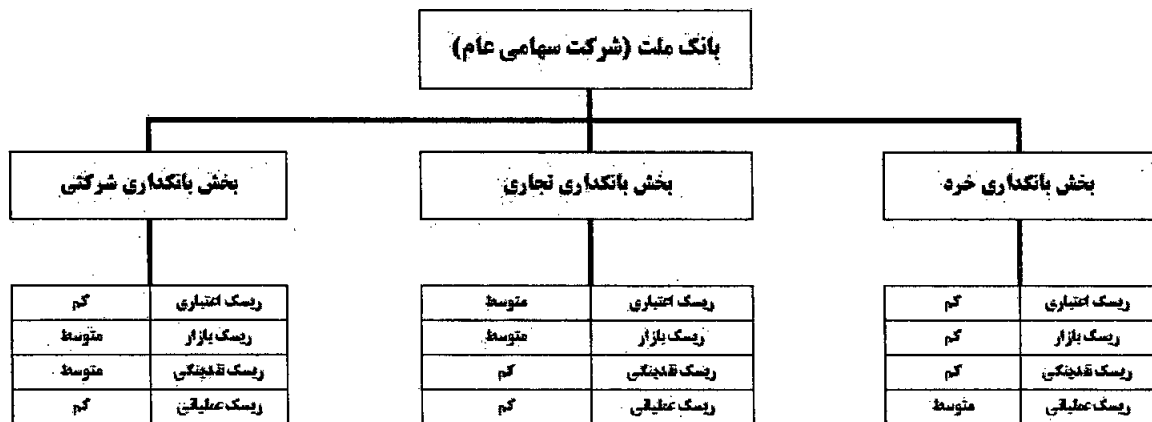 بانک ملت (شرکت سهامی عام)
بخش بانکداری خرد
بخش بانکداری تجاری
بخش بانکداری شرکتی
ریسک اعتباری کم
ریسک بازار کم
ریسک نقدینگی کم
ریسک عملیاتی متوسط
ریسک اعتباری متوسط
ریسک بازار متوسط
ریسک نقدینگی کم
ریسک عملیاتی کم
ریسک اعتباری کم
ریسک بازار متوسط
ریسک نقدینگی متوسط
ریسک عملیاتی کم